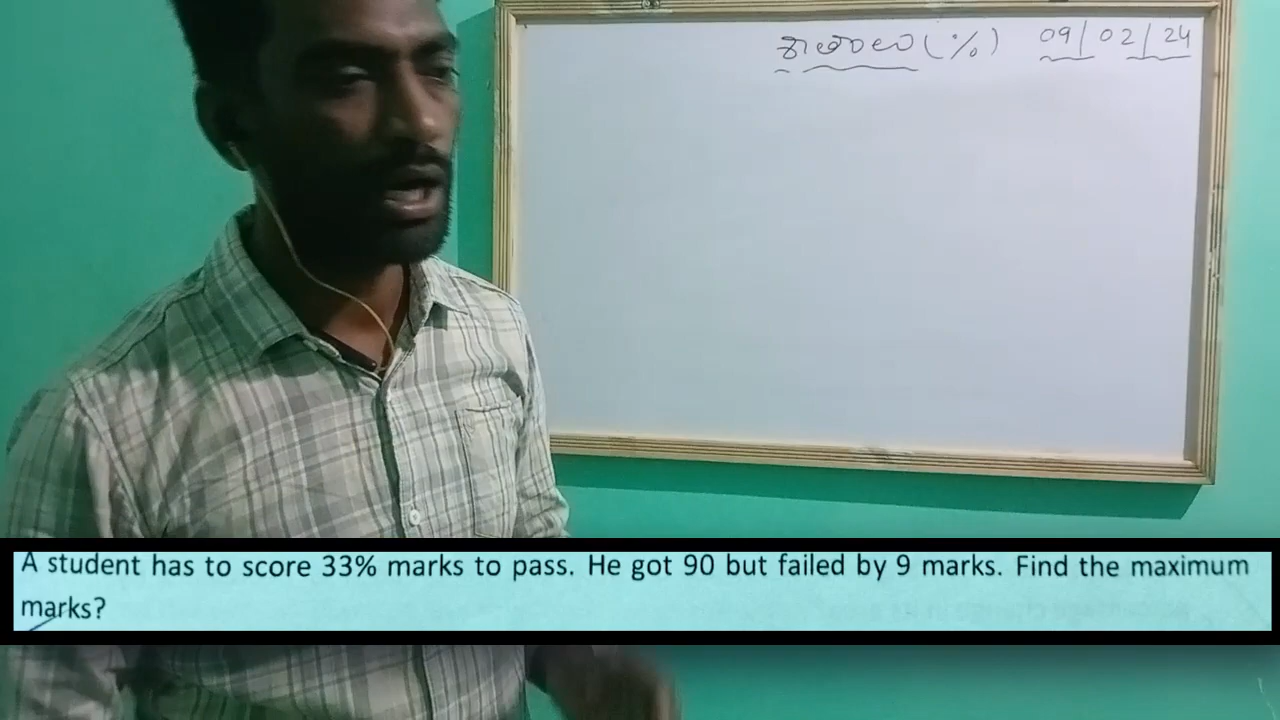 (%) 09/02/24
A student has to score 33% marks to pass. He got 90 but failed by 9 marks. Find the maximum
marks?